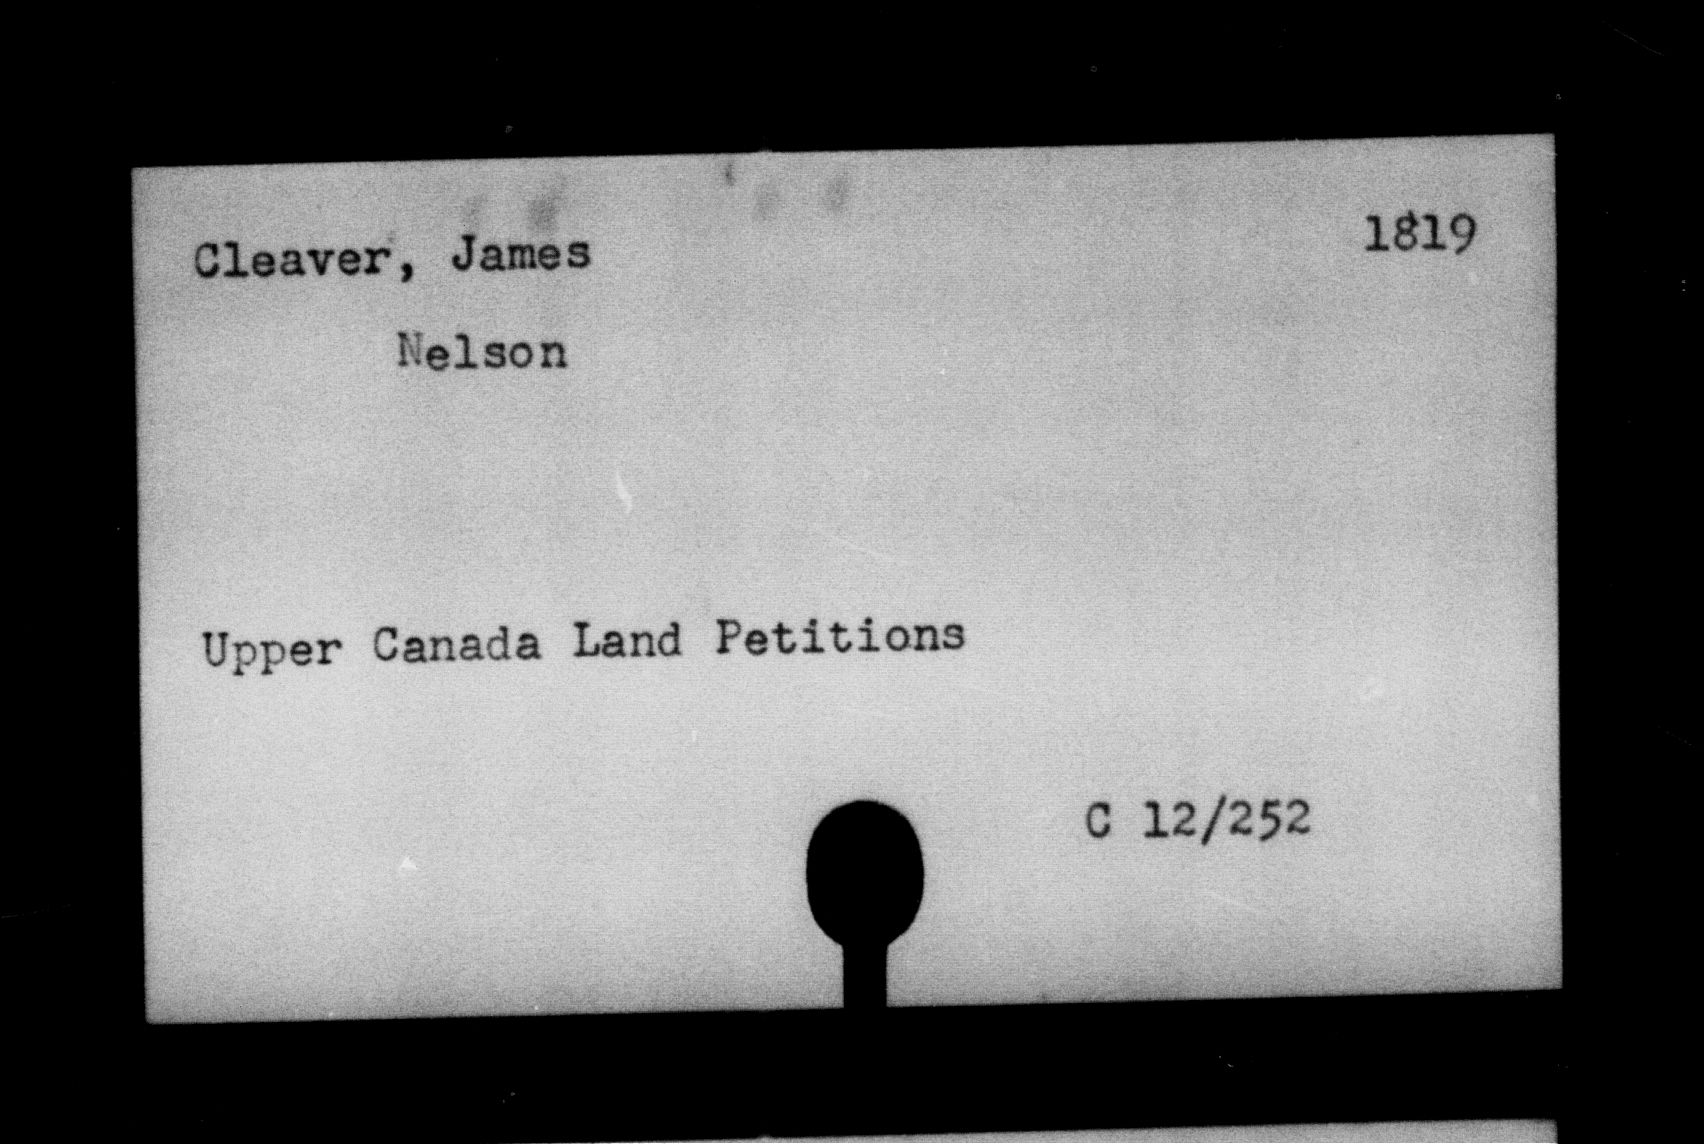 Cleaver, James 1819
Nelson
Upper Canada Land Petitions
C 12/252